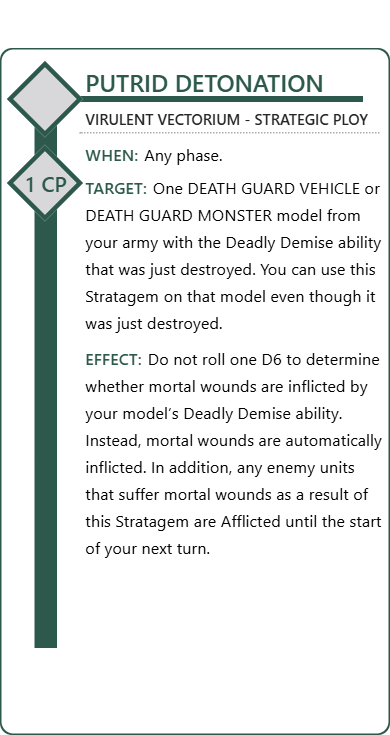 PUTRID DETONATION
VIRULENT VECTORIUM - STRATEGIC PLOY
WHEN: Any phase.
1 CP
TARGET: One DEATH GUARD VEHICLE or
DEATH GUARD MONSTER model from
your army with the Deadly Demise ability
that was just destroyed. You can use this
Stratagem on that model even though it
was just destroyed.
EFFECT: Do not roll one D6 to determine
whether mortal wounds are inflicted by
your model’s Deadly Demise ability.
Instead, mortal wounds are automatically
inflicted. In addition, any enemy units
that suffer mortal wounds as a result of
this Stratagem are Afflicted until the start
of your next turn.